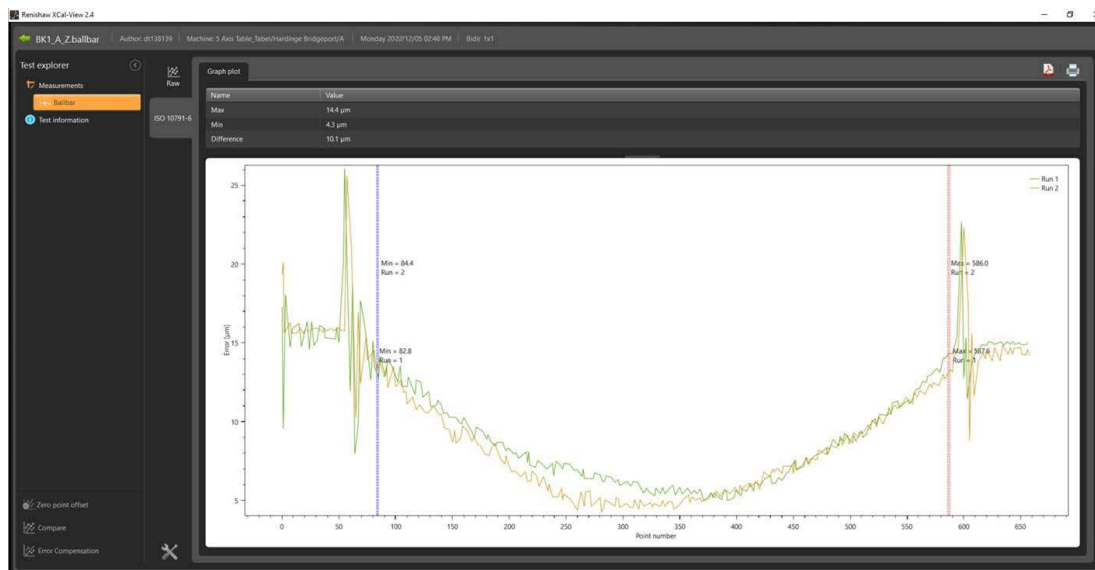 Renishaw XCal-View 2.4
BK1_A_Z.ballbar
Author: dt138139
Machine: 5 Axis Table_Tabel/Hardinge Bridgeport/A
Monday 2022/12/05 02:48 PM
Bidir 1x1
Test explorer
Measurements
Ballbar
Test information
Raw
ISO 10791-6
Graph plot
Name Value
Max 14.4 µm
Min 4.3 µm
Difference 10.1 µm
Run 1
Run 2
Min = 84.4
Run = 2
Max = 586.0
Run = 2
Min = 82.8
Run = 1
Max = 587.6
Run = 1
Error [µm]
25
20
15
10
5
0 50 100 150 200 250 300 350 400 450 500 550 600 650
Point number
Zero point offset
Compare
Error Compensation